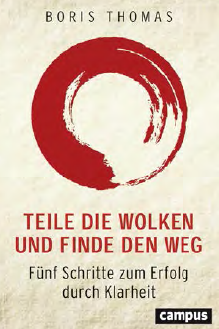 BORIS THOMAS
TEILE DIE WOLKEN
UND FINDE DEN WEG
Fünf Schritte zum Erfolg
durch Klarheit
campus